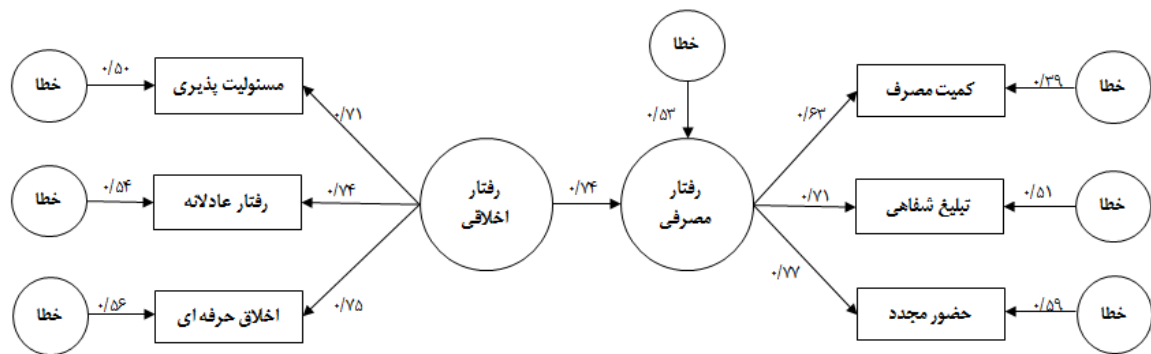 خطا
خطا
۰/۵۰
مسئولیت پذیری
کمیت مصرف
۰/۳۹
خطا
۰/۷۱
۰/۵۳
۰/۶۳
خطا
۰/۵۴
رفتار عادلانه
۰/۷۴
رفتار
اخلاقی
۰/۷۴
رفتار
مصرفی
۰/۷۱
تبلیغ شفاهی
۰/۵۱
خطا
خطا
۰/۵۶
اخلاق حرفه ای
۰/۷۵
۰/۷۷
حضور مجدد
۰/۵۹
خطا